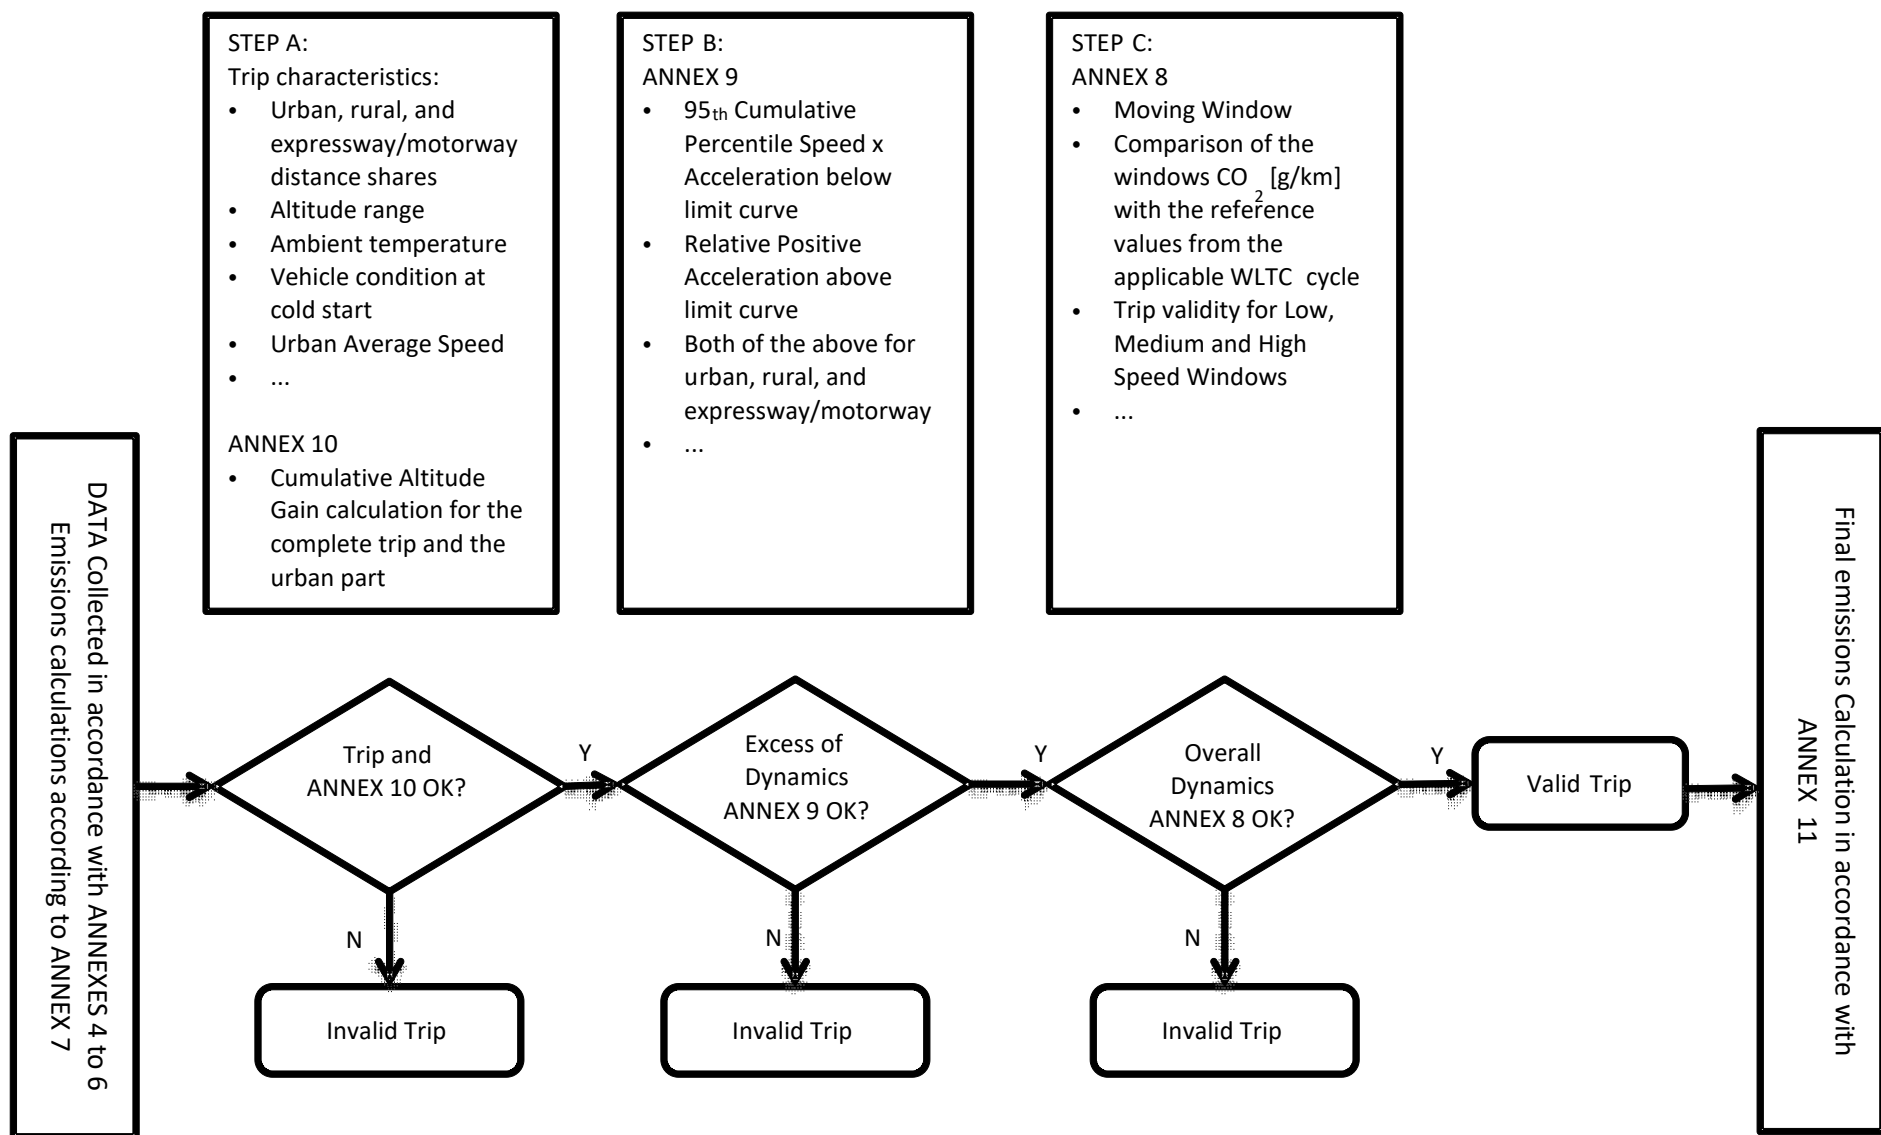 STEP A:
Trip characteristics:
• Urban, rural, and
expressway/motorway
distance shares
• Altitude range
• Ambient temperature
• Vehicle condition at
cold start
• Urban Average Speed
• ...
ANNEX 10
• Cumulative Altitude
Gain calculation for the
complete trip and the
urban part
STEP B:
ANNEX 9
• 95th Cumulative
Percentile Speed x
Acceleration below
limit curve
• Relative Positive
Acceleration above
limit curve
• Both of the above for
urban, rural, and
expressway/motorway
• ...
STEP C:
ANNEX 8
• Moving Window
• Comparison of the
windows CO2 [g/km]
with the reference
values from the
applicable WLTC cycle
• Trip validity for Low,
Medium and High
Speed Windows
• ...
DATA Collected in accordance with ANNEXES 4 to 6
Emissions calculations according to ANNEX 7
Trip and
ANNEX 10 OK?
Y
N
Invalid Trip
Excess of
Dynamics
ANNEX 9 OK?
Y
N
Invalid Trip
Overall
Dynamics
ANNEX 8 OK?
Y
N
Invalid Trip
Valid Trip
Final emissions Calculation in accordance with
ANNEX 11